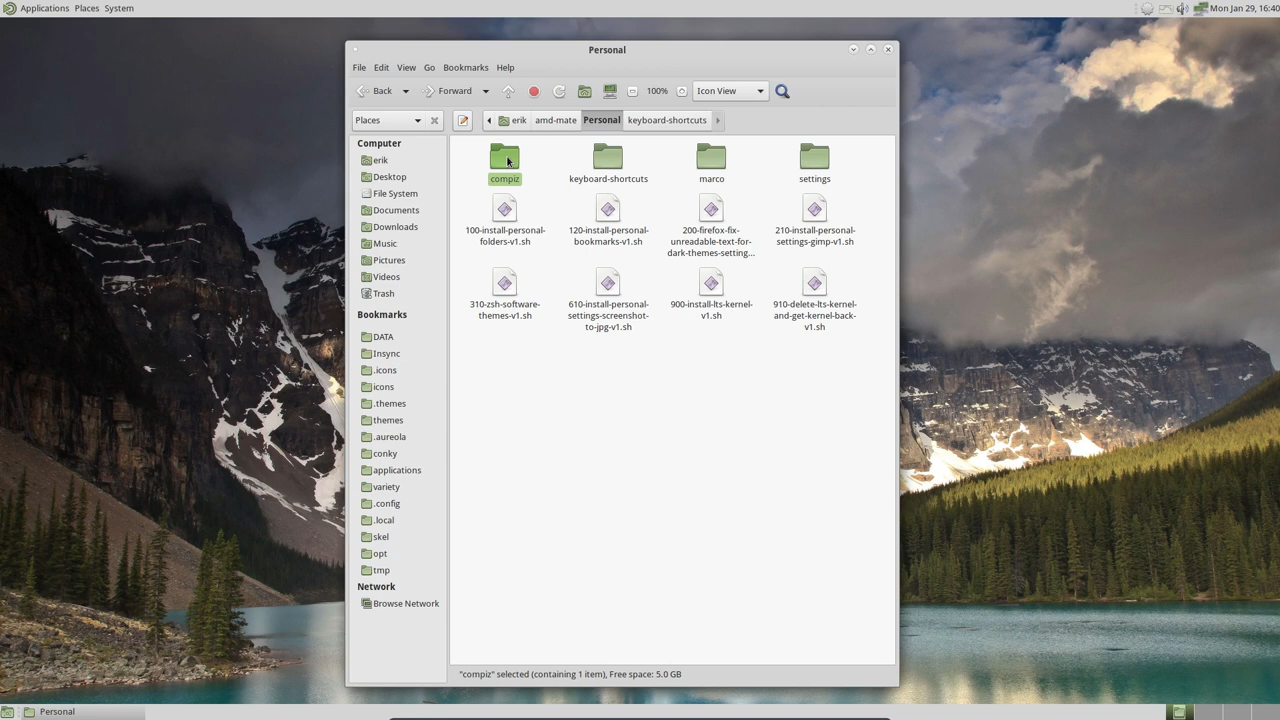 Applications Places System
Mon Jan 29, 16:40
Personal
File Edit View Go Bookmarks Help
Back Forward 100% Icon View
Places erik amd-mate Personal keyboard-shortcuts
Computer
erik
Desktop
File System
Documents
Downloads
Music
Pictures
Videos
Trash
Bookmarks
DATA
Insync
.icons
icons
.themes
themes
.aureola
conky
applications
variety
.config
.local
skel
opt
tmp
Network
Browse Network
compiz
keyboard-shortcuts
marco
settings
100-install-personal-
folders-v1.sh
120-install-personal-
bookmarks-v1.sh
200-firefox-fix-
unreadable-text-for-
dark-themes-setting...
210-install-personal-
settings-gimp-v1.sh
310-zsh-software-
themes-v1.sh
610-install-personal-
settings-screenshot-
to-jpg-v1.sh
900-install-lts-kernel-
v1.sh
910-delete-lts-kernel-
and-get-kernel-back-
v1.sh
"compiz" selected (containing 1 item), Free space: 5.0 GB
Personal